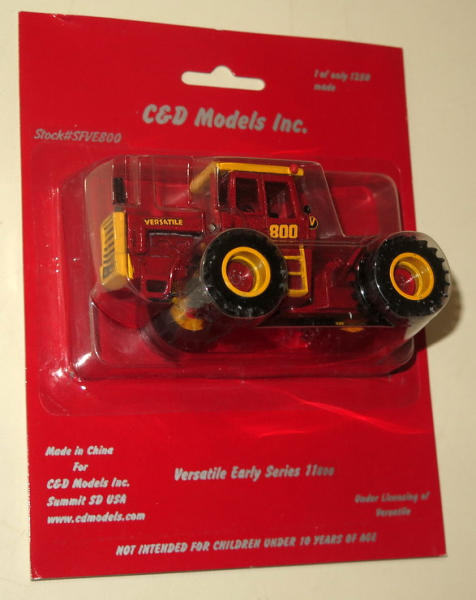 1 of only 1250
made
C&D Models Inc.
Stock#SFVE800
VERSATILE
800
V
Made in China
For
C&D Models Inc.
Summit SD USA
www.cdmodels.com
Versatile Early Series 11800
Under Licensing of
Versatile
NOT INTENDED FOR CHILDREN UNDER 10 YEARS OF AGE